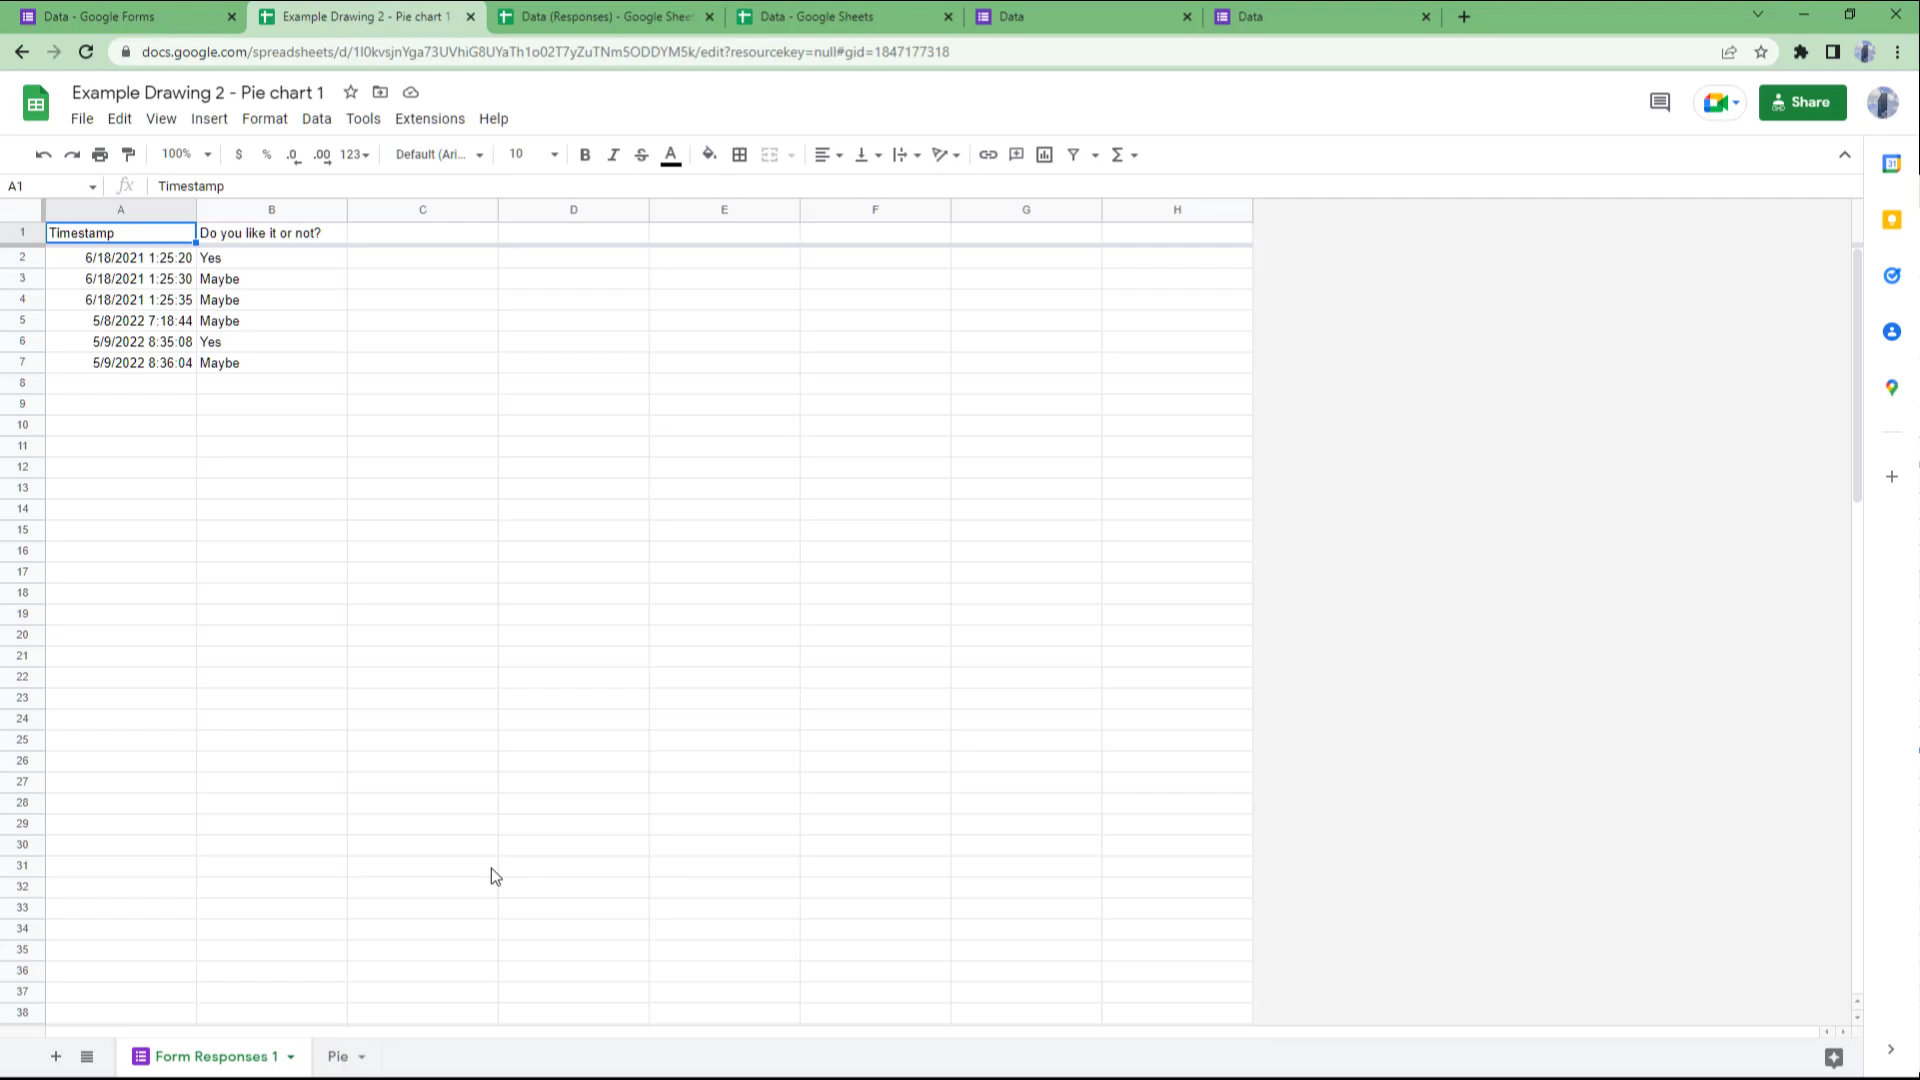 Data - Google Forms
Example Drawing 2 - Pie chart 1
Data (Responses) - Google Sheet
Data - Google Sheets
Data
Data
docs.google.com/spreadsheets/d/1I0kvsjnYga73UVhiG8UYaTh1o02T7yZuTNm5ODDYM5k/edit?resourcekey=null#gid=1847177318
Example Drawing 2 - Pie chart 1
File Edit View Insert Format Data Tools Extensions Help
Share
100% $ % .0 .00 123 Default (Ari... 10 B I S A Σ
A1 fx Timestamp
A B C D E F G H
1 Timestamp Do you like it or not?
2 6/18/2021 1:25:20 Yes
3 6/18/2021 1:25:30 Maybe
4 6/18/2021 1:25:35 Maybe
5 5/8/2022 7:18:44 Maybe
6 5/9/2022 8:35:08 Yes
7 5/9/2022 8:36:04 Maybe
8
9
10
11
12
13
14
15
16
17
18
19
20
21
22
23
24
25
26
27
28
29
30
31
32
33
34
35
36
37
38
Form Responses 1 Pie
31